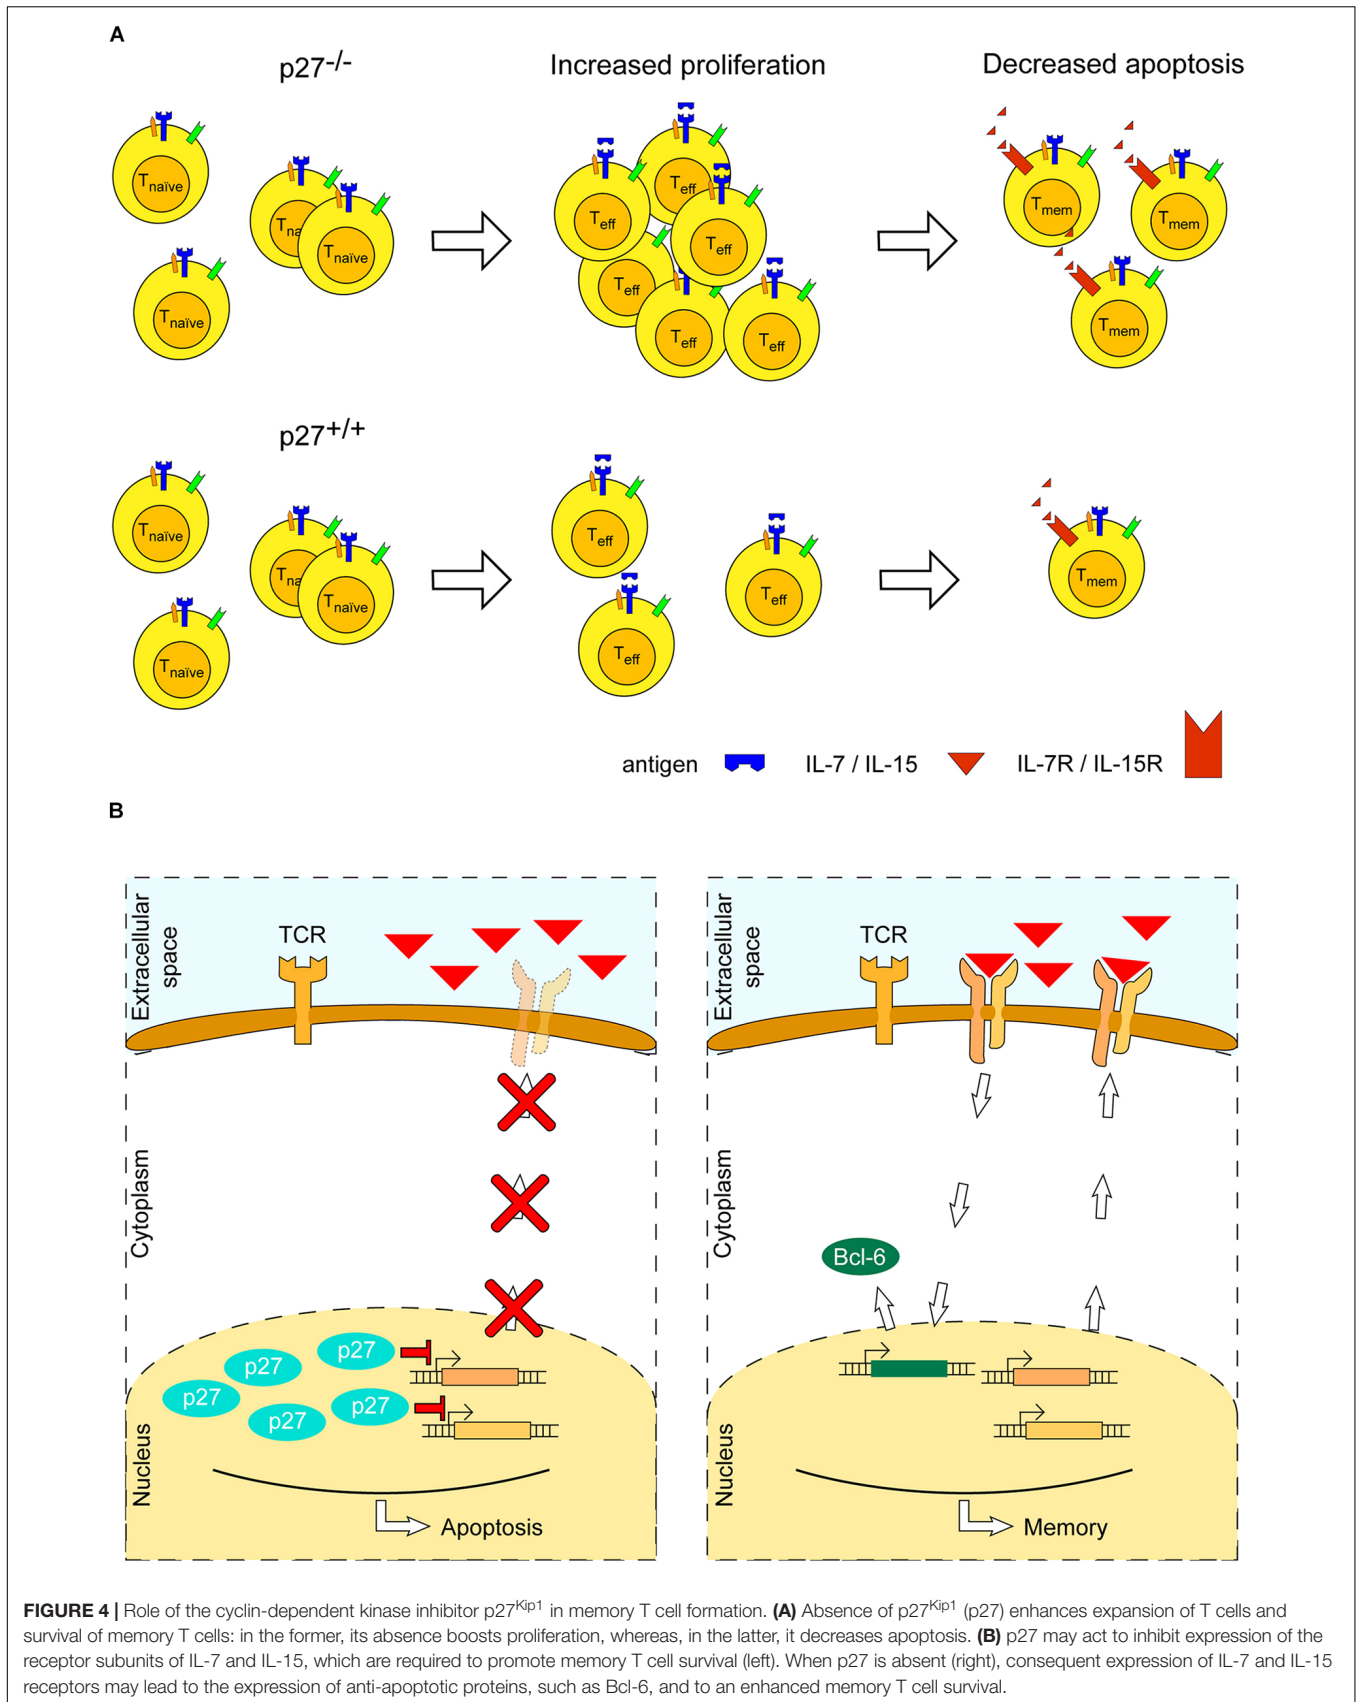 A
p27-/-
Increased proliferation
Decreased apoptosis
Tnaïve
Tna
Tnaïve
Tnaïve
Teff
Teff
Teff
Teff
Teff
Teff
Tmem
Tmem
Tmem
p27+/+
Tnaïve
Tna
Tnaïve
Tnaïve
Teff
Teff
Teff
Tmem
antigen
IL-7 / IL-15
IL-7R / IL-15R
B
Extracellular
space
TCR
Cytoplasm
p27
p27
p27
p27
p27
Nucleus
Apoptosis
Extracellular
space
TCR
Cytoplasm
Bcl-6
Nucleus
Memory
FIGURE 4 | Role of the cyclin-dependent kinase inhibitor p27Kip1 in memory T cell formation. (A) Absence of p27Kip1 (p27) enhances expansion of T cells and
survival of memory T cells: in the former, its absence boosts proliferation, whereas, in the latter, it decreases apoptosis. (B) p27 may act to inhibit expression of the
receptor subunits of IL-7 and IL-15, which are required to promote memory T cell survival (left). When p27 is absent (right), consequent expression of IL-7 and IL-15
receptors may lead to the expression of anti-apoptotic proteins, such as Bcl-6, and to an enhanced memory T cell survival.